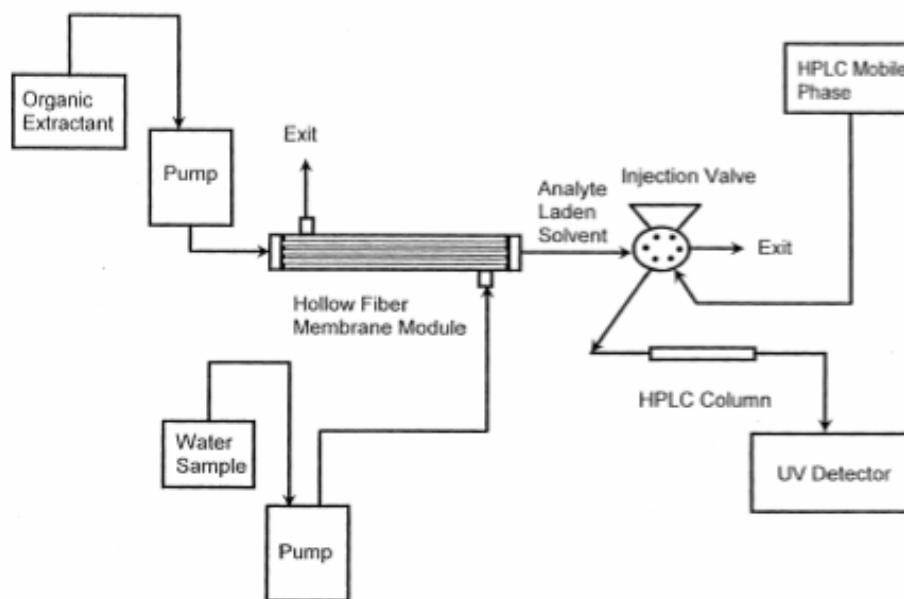 Organic
Extractant
Pump
Exit
Analyte
Laden
Solvent
Injection Valve
HPLC Mobile
Phase
Exit
Hollow Fiber
Membrane Module
HPLC Column
Water
Sample
Pump
UV Detector